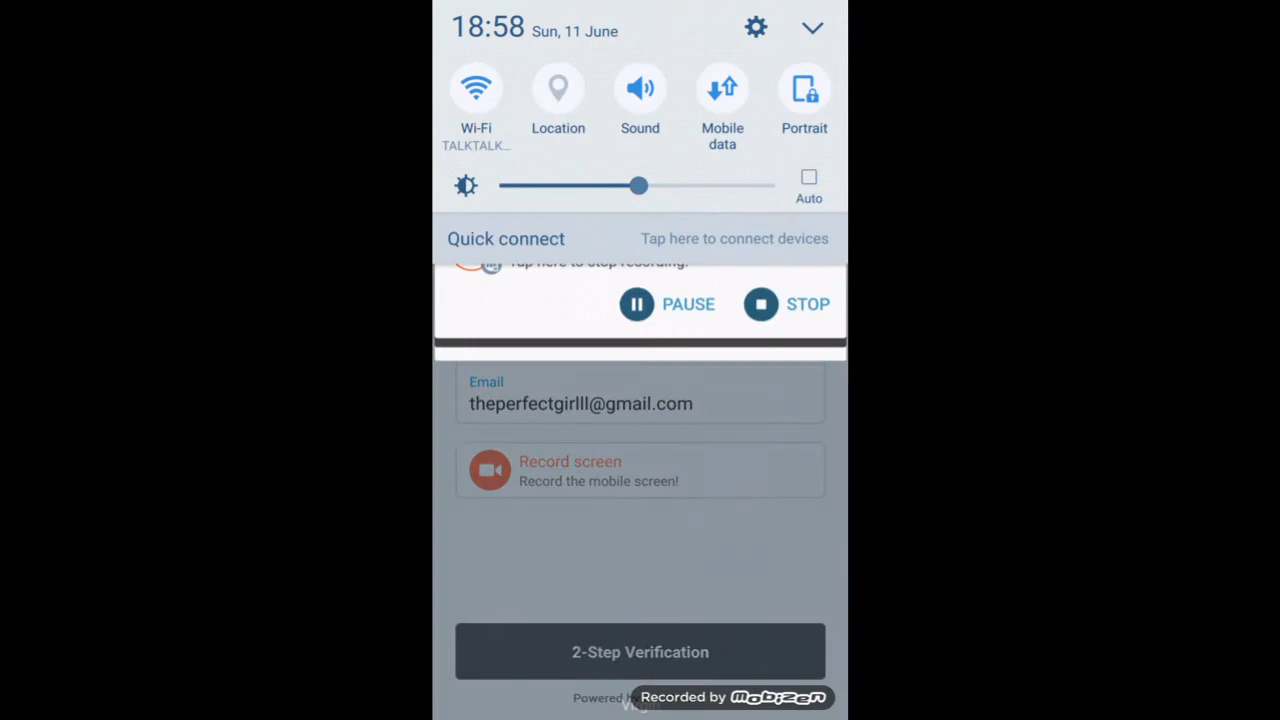 18:58 Sun, 11 June
Wi-Fi
TALKTALK...
Location
Sound
Mobile
data
Portrait
Auto
Quick connect
Tap here to connect devices
Tap here to stop recording.
PAUSE
STOP
Email
theperfectgirlll@gmail.com
Record screen
Record the mobile screen!
2-Step Verification
Powered
Recorded by mobizen